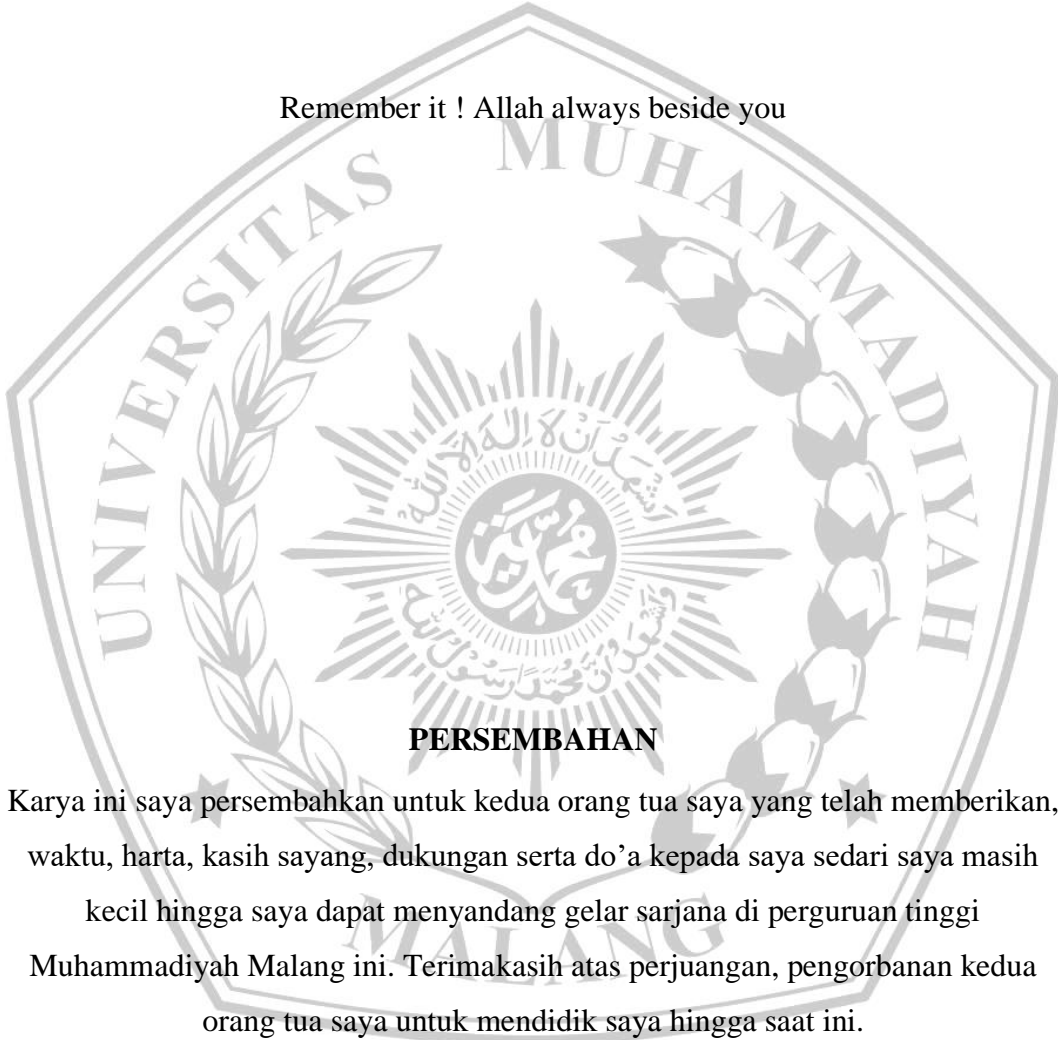 Remember it ! Allah always beside you
UNIVERSITAS MUHAMMADIYAH
PERSEMBAHAN
Karya ini saya persembahkan untuk kedua orang tua saya yang telah memberikan,
waktu, harta, kasih sayang, dukungan serta do’a kepada saya sedari saya masih
kecil hingga saya dapat menyandang gelar sarjana di perguruan tinggi
Muhammadiyah Malang ini. Terimakasih atas perjuangan, pengorbanan kedua
orang tua saya untuk mendidik saya hingga saat ini.
MALANG